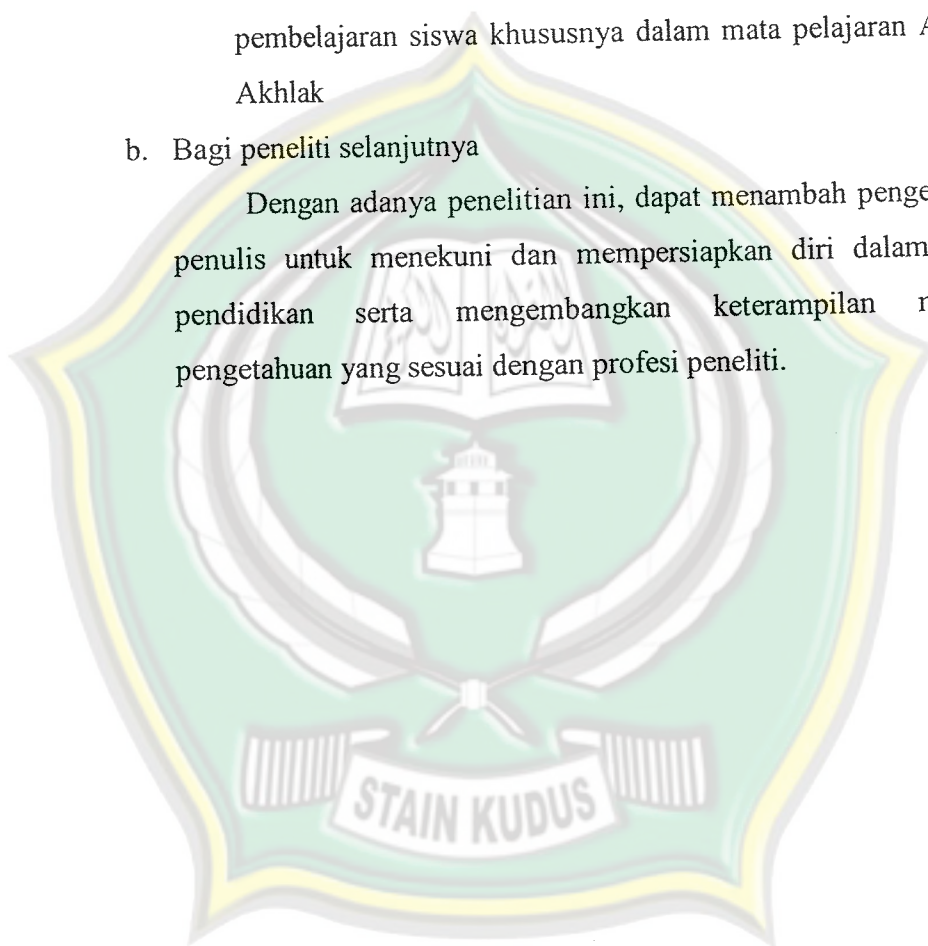 pembelajaran siswa khususnya dalam mata pelajaran
Akhlak
b. Bagi peneliti selanjutnya
Dengan adanya penelitian ini, dapat menambah
penulis untuk menekuni dan mempersiapkan diri dalam
pendidikan serta mengembangkan keterampilan
pengetahuan yang sesuai dengan profesi peneliti.
STAIN KUDUS